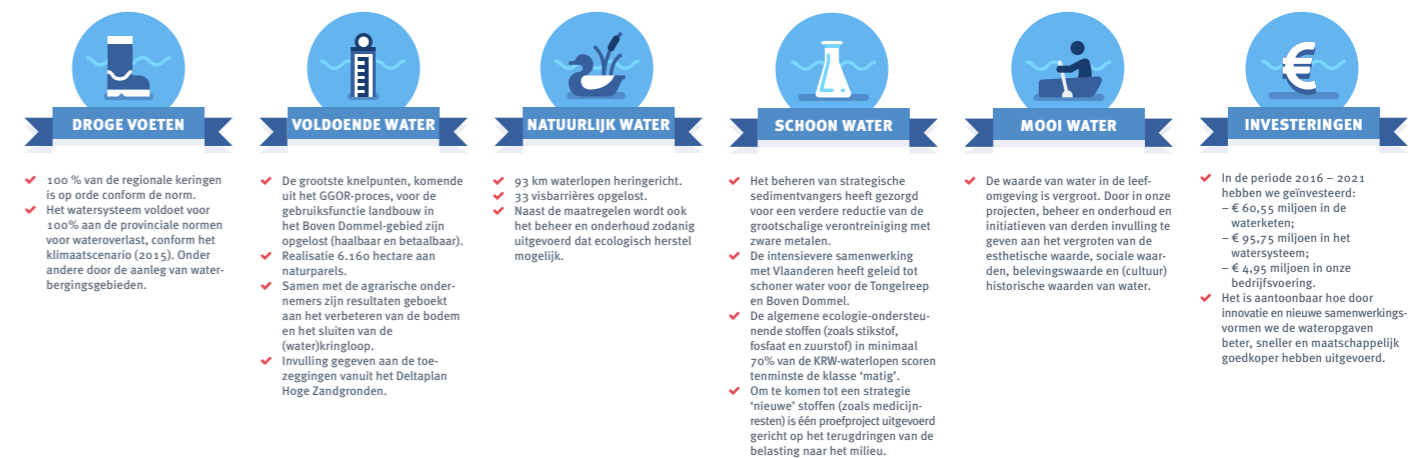 DROGE VOETEN
100 % van de regionale keringen
is op orde conform de norm.
Het watersysteem voldoet voor
100% aan de provinciale normen
voor wateroverlast, conform het
klimaatscenario (2015). Onder
andere door de aanleg van water-
bergingsgebieden.
VOLDOENDE WATER
De grootste knelpunten, komende
uit het GGOR-proces, voor de
gebruiksfunctie landbouw in
het Boven Dommel-gebied zijn
opgelost (haalbaar en betaalbaar).
Realisatie 6.160 hectare aan
naturparels.
Samen met de agrarische onder-
nemers zijn resultaten geboekt
aan het verbeteren van de bodem
en het sluiten van de
(water)kringloop.
Invulling gegeven aan de toe-
zeggingen vanuit het Deltaplan
Hoge Zandgronden.
NATUURLIJK WATER
93 km waterlopen heringericht.
33 visbarrières opgelost.
Naast de maatregelen wordt ook
het beheer en onderhoud zodanig
uitgevoerd dat ecologisch herstel
mogelijk.
SCHOON WATER
Het beheren van strategische
sedimentvangers heeft gezorgd
voor een verdere reductie van de
grootschalige verontreiniging met
zware metalen.
De intensievere samenwerking
met Vlaanderen heeft geleid tot
schoner water voor de Tongelreep
en Boven Dommel.
De algemene ecologie-ondersteu-
nende stoffen (zoals stikstof,
fosfaat en zuurstof) in minimaal
70% van de KRW-waterlopen scoren
tenminste de klasse ‘matig’.
Om te komen tot een strategie
‘nieuwe’ stoffen (zoals medicijn-
resten) is één proefproject uitgevoerd
gericht op het terugdringen van de
belasting naar het milieu.
MOOI WATER
De waarde van water in de leef-
omgeving is vergroot. Door in onze
projecten, beheer en onderhoud en
initiatieven van derden invulling te
geven aan het vergroten van de
esthetische waarde, sociale waar-
den, belevingswaarde en (cultuur)
historische waarden van water.
INVESTERINGEN
In de periode 2016 – 2021
hebben we geïnvesteerd:
– € 60,55 miljoen in de
waterketen;
– € 95,75 miljoen in het
watersysteem;
– € 4,95 miljoen in onze
bedrijfsvoering.
Het is aantoonbaar hoe door
innovatie en nieuwe samenwerkings-
vormen we de wateropgaven
beter, sneller en maatschappelijk
goedkoper hebben uitgevoerd.